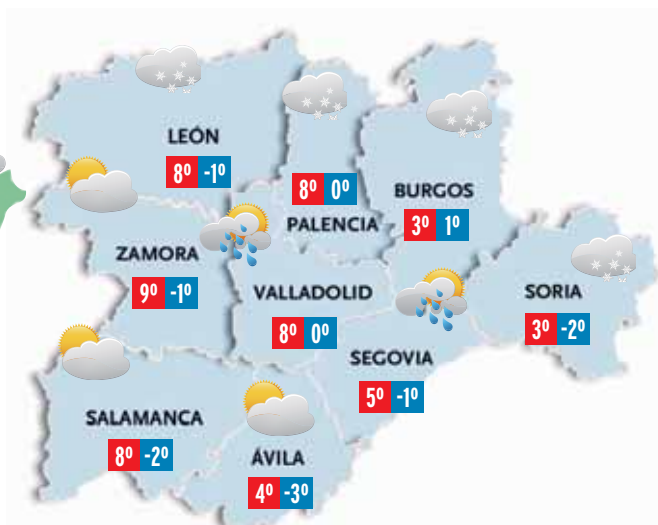 LEÓN
8º -1º
8º 0º
PALENCIA
BURGOS
3º 1º
ZAMORA
9º -1º
VALLADOLID
8º 0º
SORIA
3º -2º
SEGOVIA
5º -1º
SALAMANCA
8º -2º
ÁVILA
4º -3º